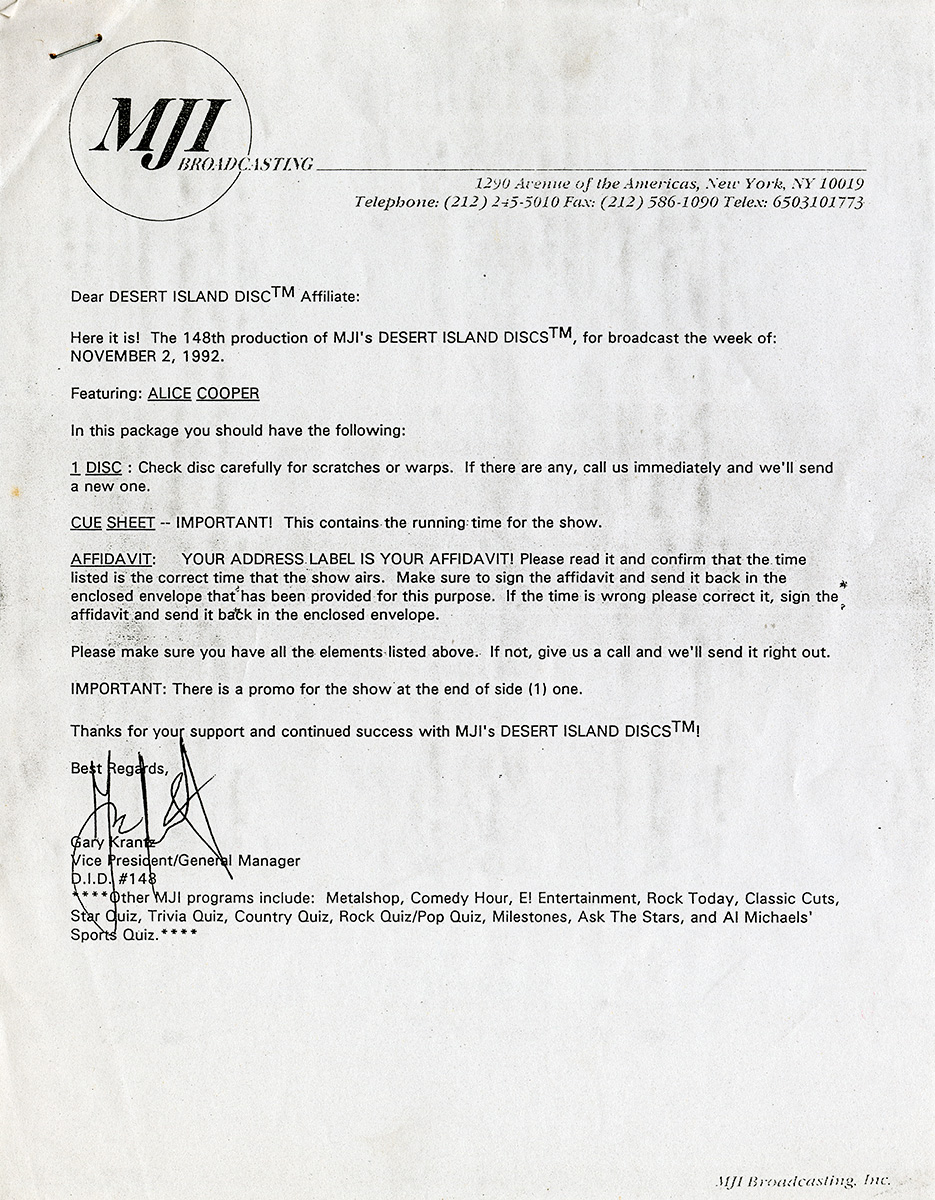 MJI
BROADCASTING
1290 Avenue of the Americas, New York, NY 10019
Telephone: (212) 245-5010 Fax: (212) 586-1090 Telex: 6503101773
Dear DESERT ISLAND DISC™ Affiliate:
Here it is! The 148th production of MJI's DESERT ISLAND DISCS™, for broadcast the week of:
NOVEMBER 2, 1992.
Featuring: ALICE COOPER
In this package you should have the following:
1 DISC : Check disc carefully for scratches or warps. If there are any, call us immediately and we'll send
a new one.
CUE SHEET -- IMPORTANT! This contains the running time for the show.
AFFIDAVIT: YOUR ADDRESS LABEL IS YOUR AFFIDAVIT! Please read it and confirm that the time
listed is the correct time that the show airs. Make sure to sign the affidavit and send it back in the
enclosed envelope that has been provided for this purpose. If the time is wrong please correct it, sign the
affidavit and send it back in the enclosed envelope.
Please make sure you have all the elements listed above. If not, give us a call and we'll send it right out.
IMPORTANT: There is a promo for the show at the end of side (1) one.
Thanks for your support and continued success with MJI's DESERT ISLAND DISCS™!
Best Regards,
Gary Krantz
Vice President/General Manager
D.I.D. #148
****Other MJI programs include: Metalshop, Comedy Hour, E! Entertainment, Rock Today, Classic Cuts,
Star Quiz, Trivia Quiz, Country Quiz, Rock Quiz/Pop Quiz, Milestones, Ask The Stars, and Al Michaels'
Sports Quiz.****
MJI Broadcasting, Inc.